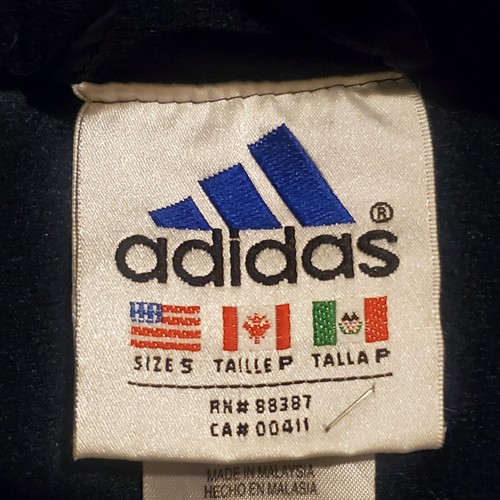 adidas®
SIZE S TAILLE P TALLA P
RN# 88387
CA# 00411
MADE IN MALAYSIA
HECHO EN MALASIA